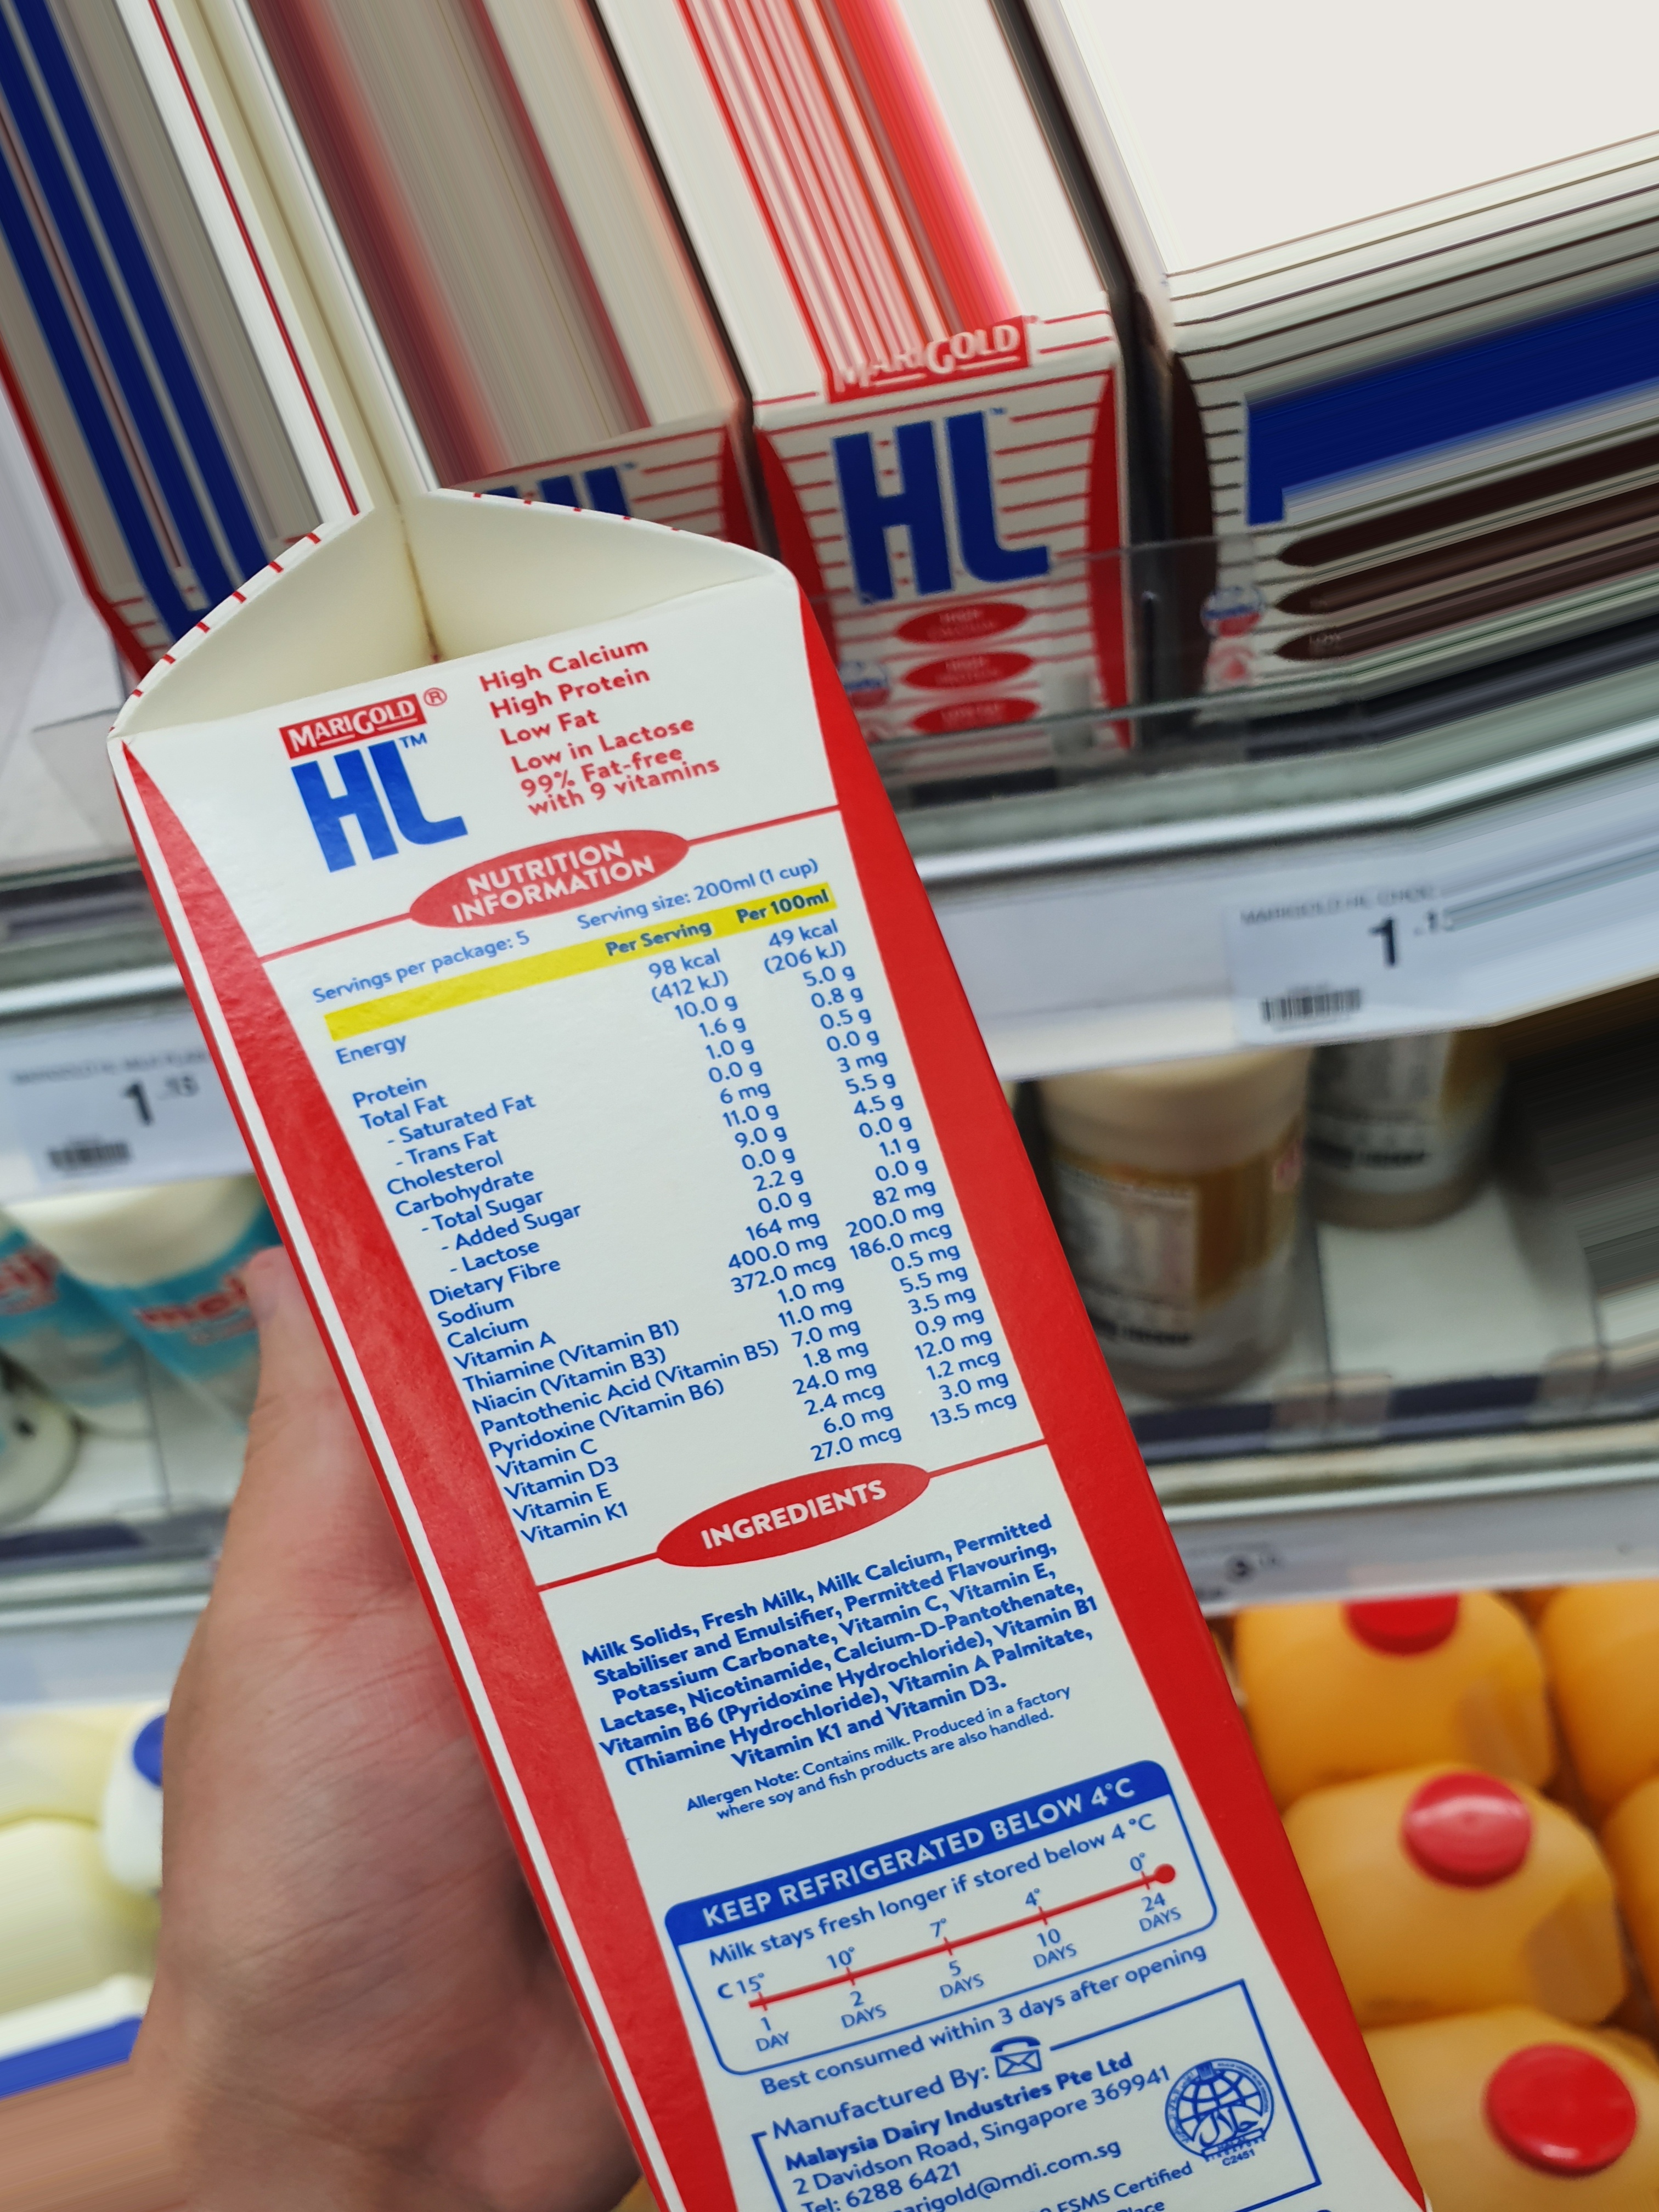 MARIGOLD
HL™
HL
MARIGOLD®
HL™
High Calcium
High Protein
Low Fat
Low in Lactose
99% Fat-free
with 9 vitamins
NUTRITION
INFORMATION
Servings per package: 5 Serving size: 200ml (1 cup)
Per Serving Per 100ml
Energy 98 kcal 49 kcal
(412 kJ) (206 kJ)
Protein 10.0 g 5.0 g
Total Fat 1.6 g 0.8 g
- Saturated Fat 1.0 g 0.5 g
- Trans Fat 0.0 g 0.0 g
Cholesterol 6 mg 3 mg
Carbohydrate 11.0 g 5.5 g
- Total Sugar 9.0 g 4.5 g
- Added Sugar 0.0 g 0.0 g
- Lactose 2.2 g 1.1 g
Dietary Fibre 0.0 g 0.0 g
Sodium 164 mg 82 mg
Calcium 400.0 mg 200.0 mg
Vitamin A 372.0 mcg 186.0 mcg
Thiamine (Vitamin B1) 1.0 mg 0.5 mg
Niacin (Vitamin B3) 11.0 mg 5.5 mg
Pantothenic Acid (Vitamin B5) 7.0 mg 3.5 mg
Pyridoxine (Vitamin B6) 1.8 mg 0.9 mg
Vitamin C 24.0 mg 12.0 mg
Vitamin D3 2.4 mcg 1.2 mcg
Vitamin E 6.0 mg 3.0 mg
Vitamin K1 27.0 mcg 13.5 mcg
INGREDIENTS
Milk Solids, Fresh Milk, Milk Calcium, Permitted
Stabiliser and Emulsifier, Permitted Flavouring,
Potassium Carbonate, Vitamin C, Vitamin E,
Lactase, Nicotinamide, Calcium-D-Pantothenate,
Vitamin B6 (Pyridoxine Hydrochloride), Vitamin B1
(Thiamine Hydrochloride), Vitamin A Palmitate,
Vitamin K1 and Vitamin D3.
Allergen Note: Contains milk. Produced in a factory
where soy and fish products are also handled.
KEEP REFRIGERATED BELOW 4°C
Milk stays fresh longer if stored below 4°C
C 15° 10° 7° 4° 0°
1 2 5 10 24
DAY DAYS DAYS DAYS DAYS
Best consumed within 3 days after opening
Manufactured By:
Malaysia Dairy Industries Pte Ltd
2 Davidson Road, Singapore 369941
Tel: 6288 6421
marigold@mdi.com.sg
ESMS Certified
C2451
1.15
1.15